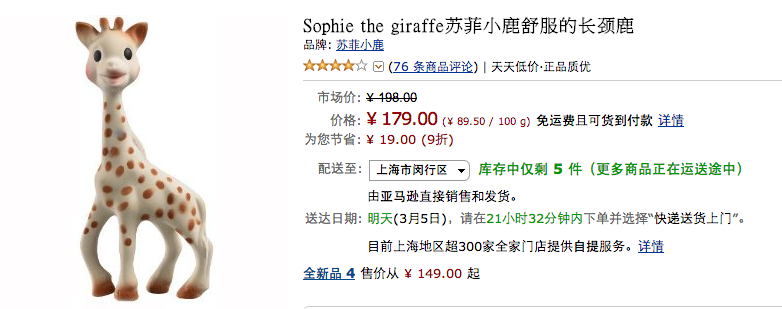 Sophie the giraffe苏菲小鹿舒服的长颈鹿
品牌: 苏菲小鹿
(76 条商品评论) | 天天低价·正品质优
市场价: ¥ 198.00
价格: ¥ 179.00 (¥ 89.50 / 100 g) 免运费且可货到付款 详情
为您节省: ¥ 19.00 (9折)
配送至: 上海市闵行区 库存中仅剩 5 件（更多商品正在运送途中）
由亚马逊直接销售和发货。
送达日期: 明天(3月5日)，请在21小时32分钟内下单并选择“快递送货上门”。
目前上海地区超300家全家门店提供自提服务。详情
全新品 4 售价从 ¥ 149.00 起